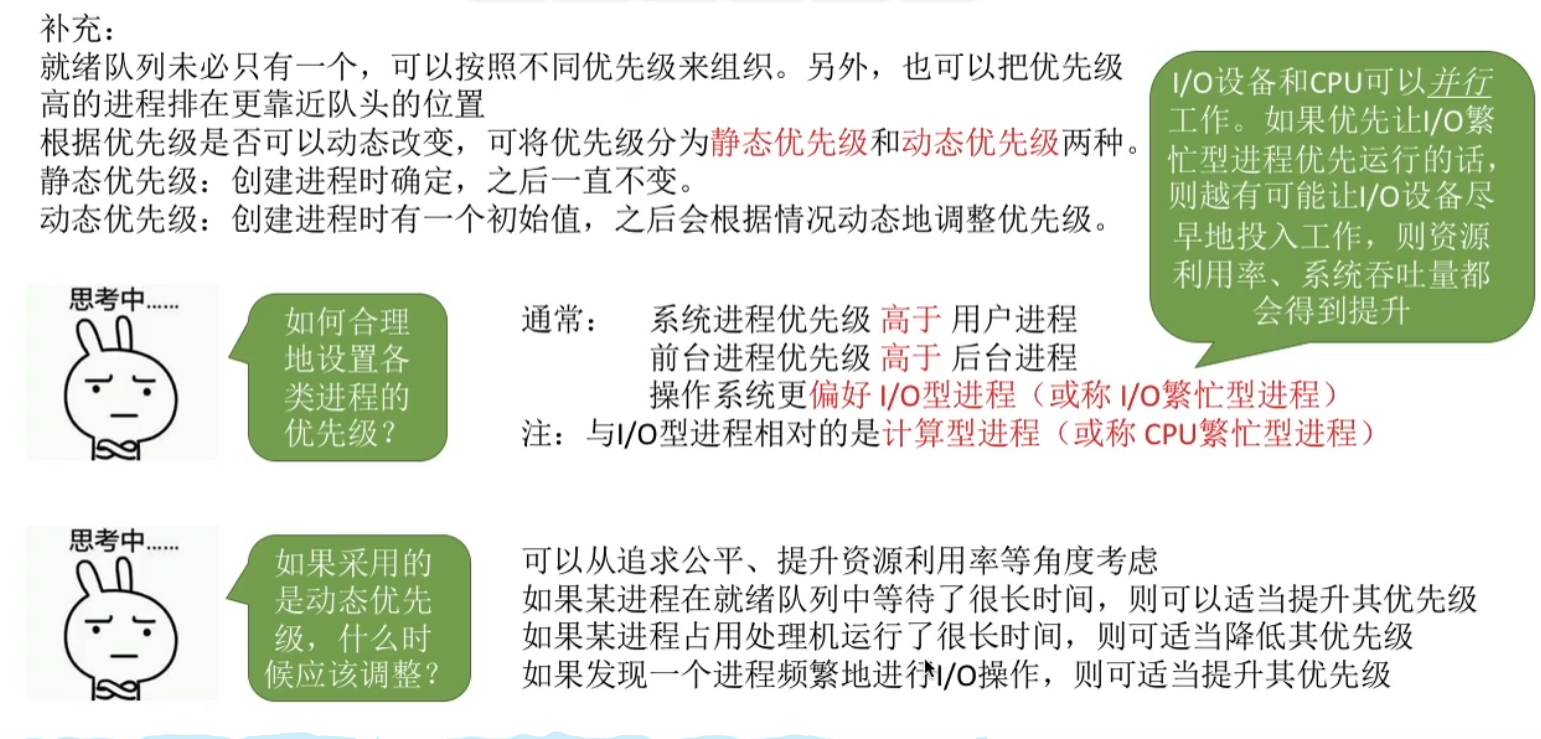 补充：
就绪队列未必只有一个，可以按照不同优先级来组织。另外，也可以把优先级
高的进程排在更靠近队头的位置
根据优先级是否可以动态改变，可将优先级分为静态优先级和动态优先级两种。
静态优先级：创建进程时确定，之后一直不变。
动态优先级：创建进程时有一个初始值，之后会根据情况动态地调整优先级。
I/O设备和CPU可以并行
工作。如果优先让I/O繁
忙型进程优先运行的话，
则越有可能让I/O设备尽
早地投入工作，则资源
利用率、系统吞吐量都
会得到提升
思考中......
如何合理
地设置各
类进程的
优先级？
通常： 系统进程优先级 高于 用户进程
前台进程优先级 高于 后台进程
操作系统更偏好 I/O型进程（或称 I/O繁忙型进程）
注：与I/O型进程相对的是计算型进程（或称 CPU繁忙型进程）
思考中......
如果采用的
是动态优先
级，什么时
候应该调整？
可以从追求公平、提升资源利用率等角度考虑
如果某进程在就绪队列中等待了很长时间，则可以适当提升其优先级
如果某进程占用处理机运行了很长时间，则可适当降低其优先级
如果发现一个进程频繁地进行I/O操作，则可适当提升其优先级